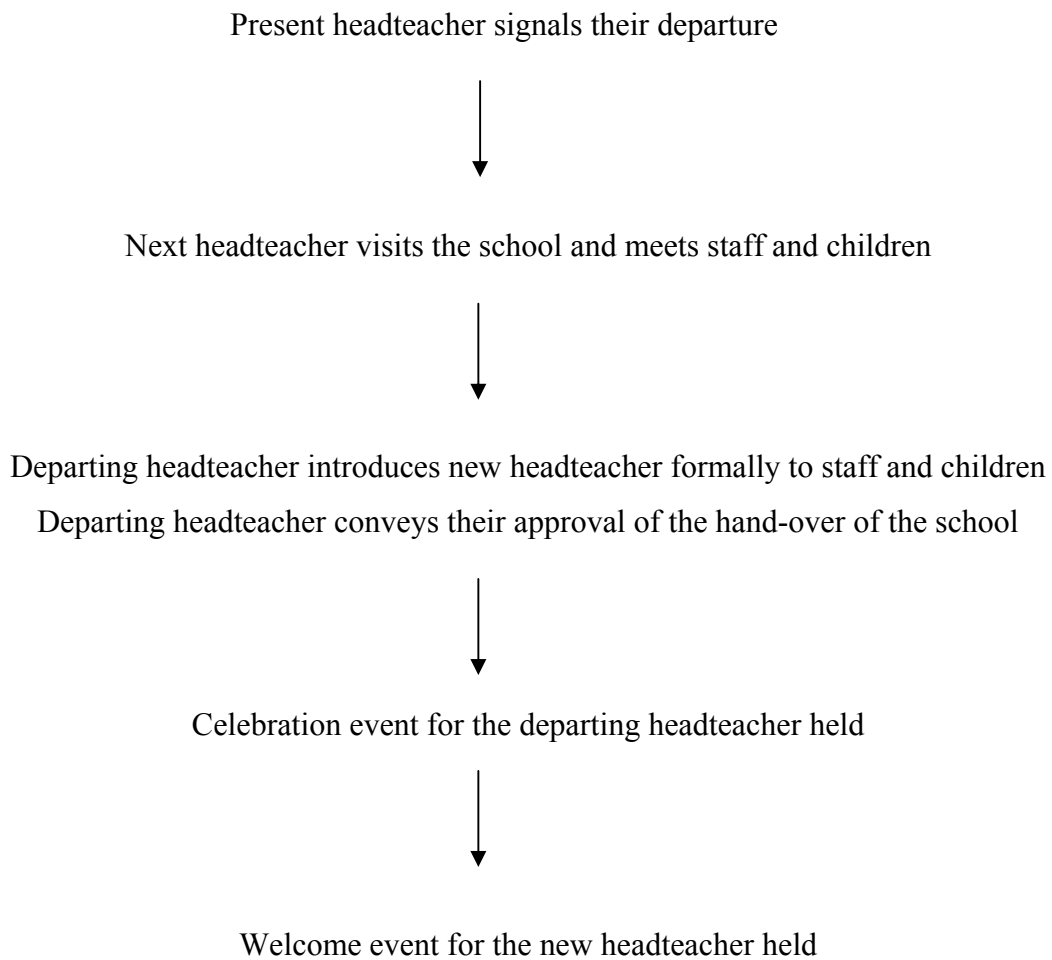 Present headteacher signals their departure
Next headteacher visits the school and meets staff and children
Departing headteacher introduces new headteacher formally to staff and children
Departing headteacher conveys their approval of the hand-over of the school
Celebration event for the departing headteacher held
Welcome event for the new headteacher held